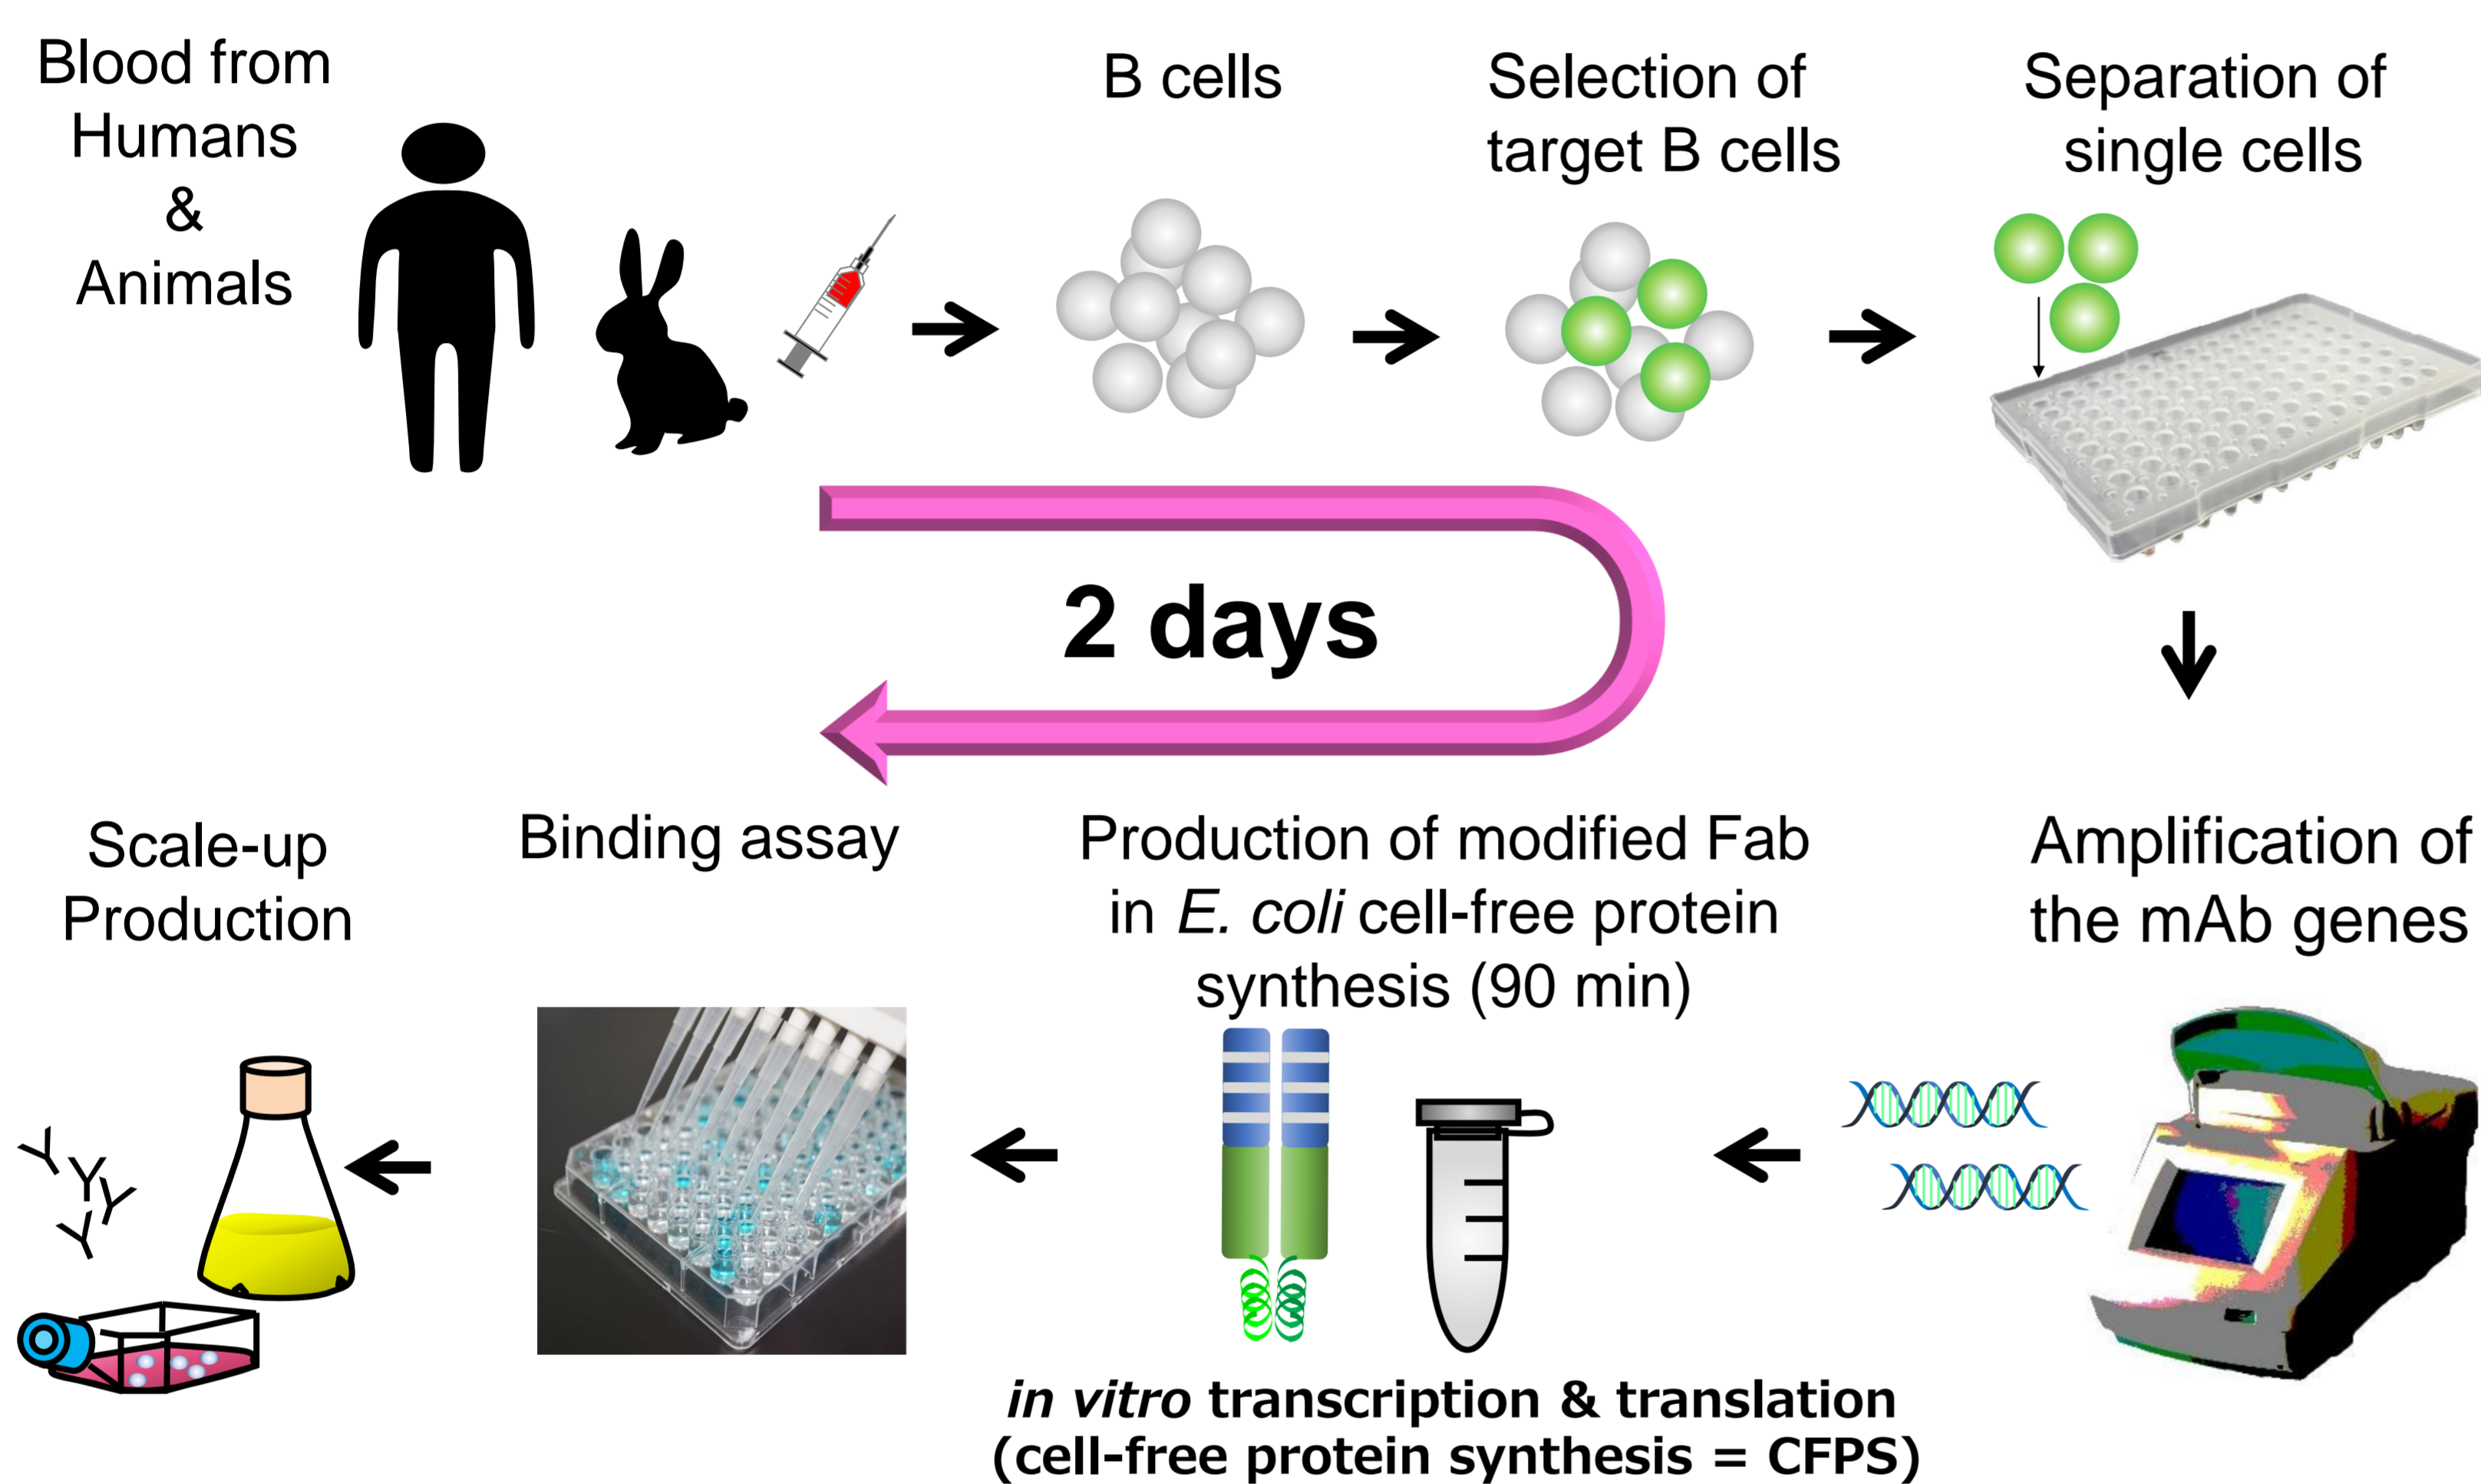 Blood from
Humans
&
Animals
B cells
Selection of
target B cells
Separation of
single cells
2 days
Scale-up
Production
Binding assay
Production of modified Fab
in E. coli cell-free protein
synthesis (90 min)
Amplification of
the mAb genes
in vitro transcription & translation
(cell-free protein synthesis = CFPS)